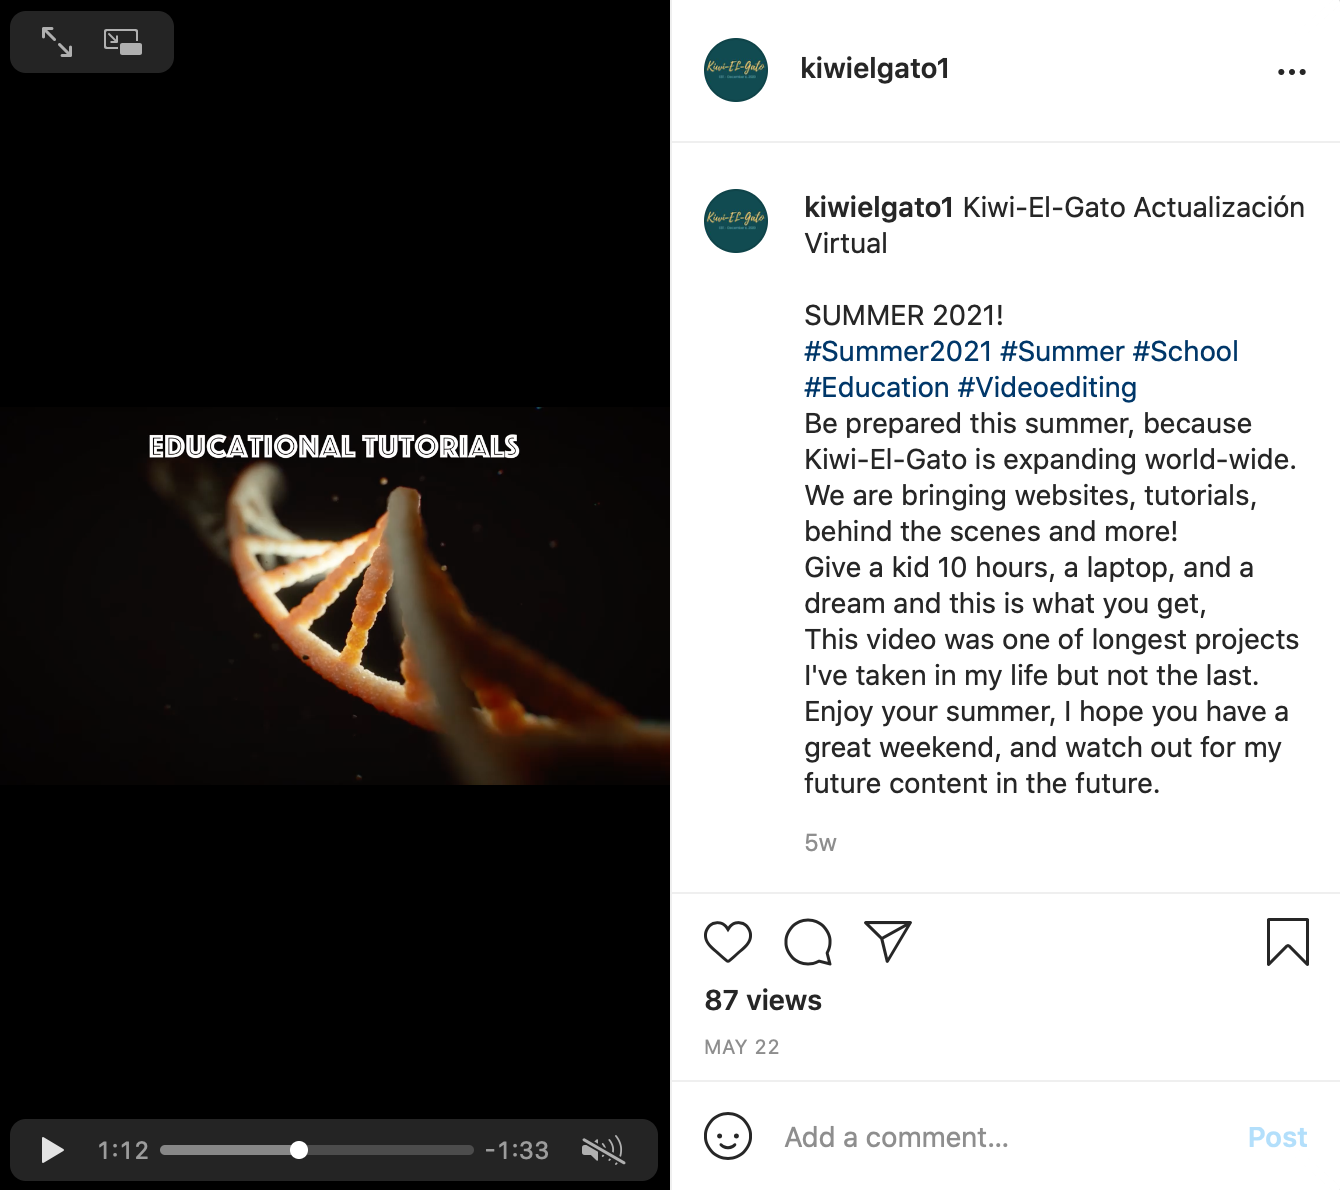 EDUCATIONAL TUTORIALS
1:12
-1:33
Kiwi-El-Gato
kiwielgato1
Kiwi-El-Gato
kiwielgato1 Kiwi-El-Gato Actualización
Virtual
SUMMER 2021!
#Summer2021 #Summer #School
#Education #Videoediting
Be prepared this summer, because
Kiwi-El-Gato is expanding world-wide.
We are bringing websites, tutorials,
behind the scenes and more!
Give a kid 10 hours, a laptop, and a
dream and this is what you get,
This video was one of longest projects
I've taken in my life but not the last.
Enjoy your summer, I hope you have a
great weekend, and watch out for my
future content in the future.
5w
87 views
MAY 22
Add a comment...
Post